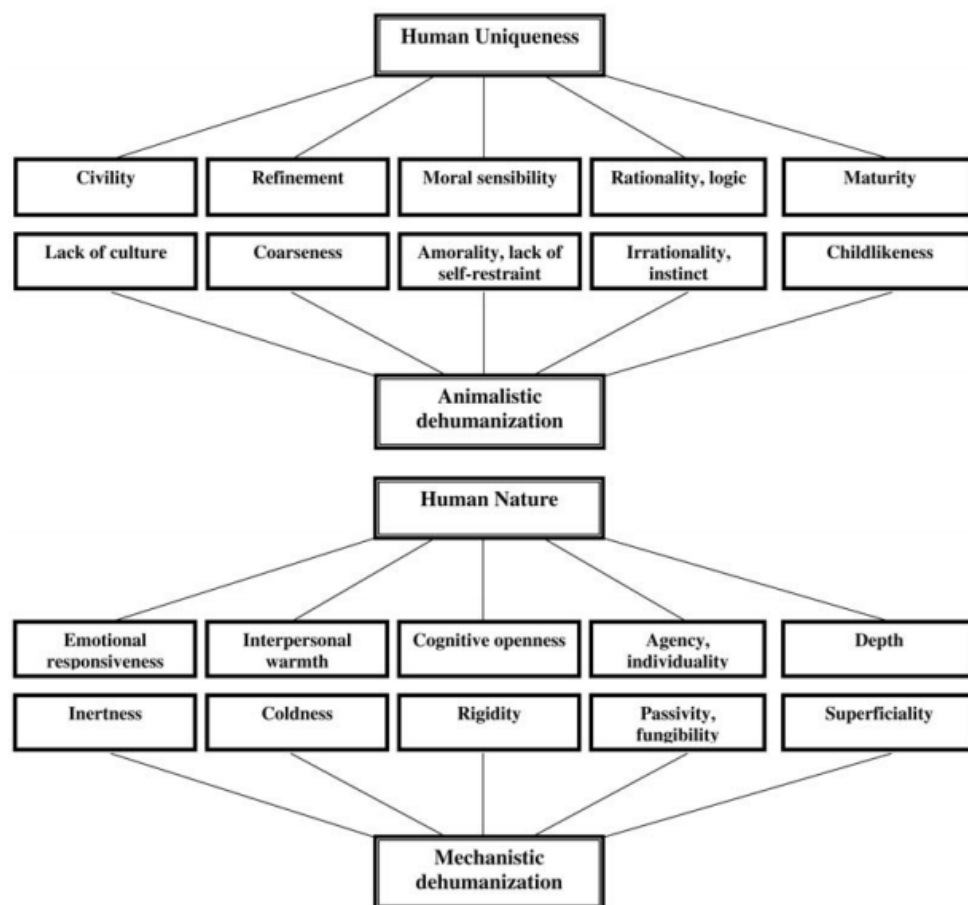 Human Uniqueness
Civility
Refinement
Moral sensibility
Rationality, logic
Maturity
Lack of culture
Coarseness
Amorality, lack of
self-restraint
Irrationality,
instinct
Childlikeness
Animalistic
dehumanization
Human Nature
Emotional
responsiveness
Interpersonal
warmth
Cognitive openness
Agency,
individuality
Depth
Inertness
Coldness
Rigidity
Passivity,
fungibility
Superficiality
Mechanistic
dehumanization